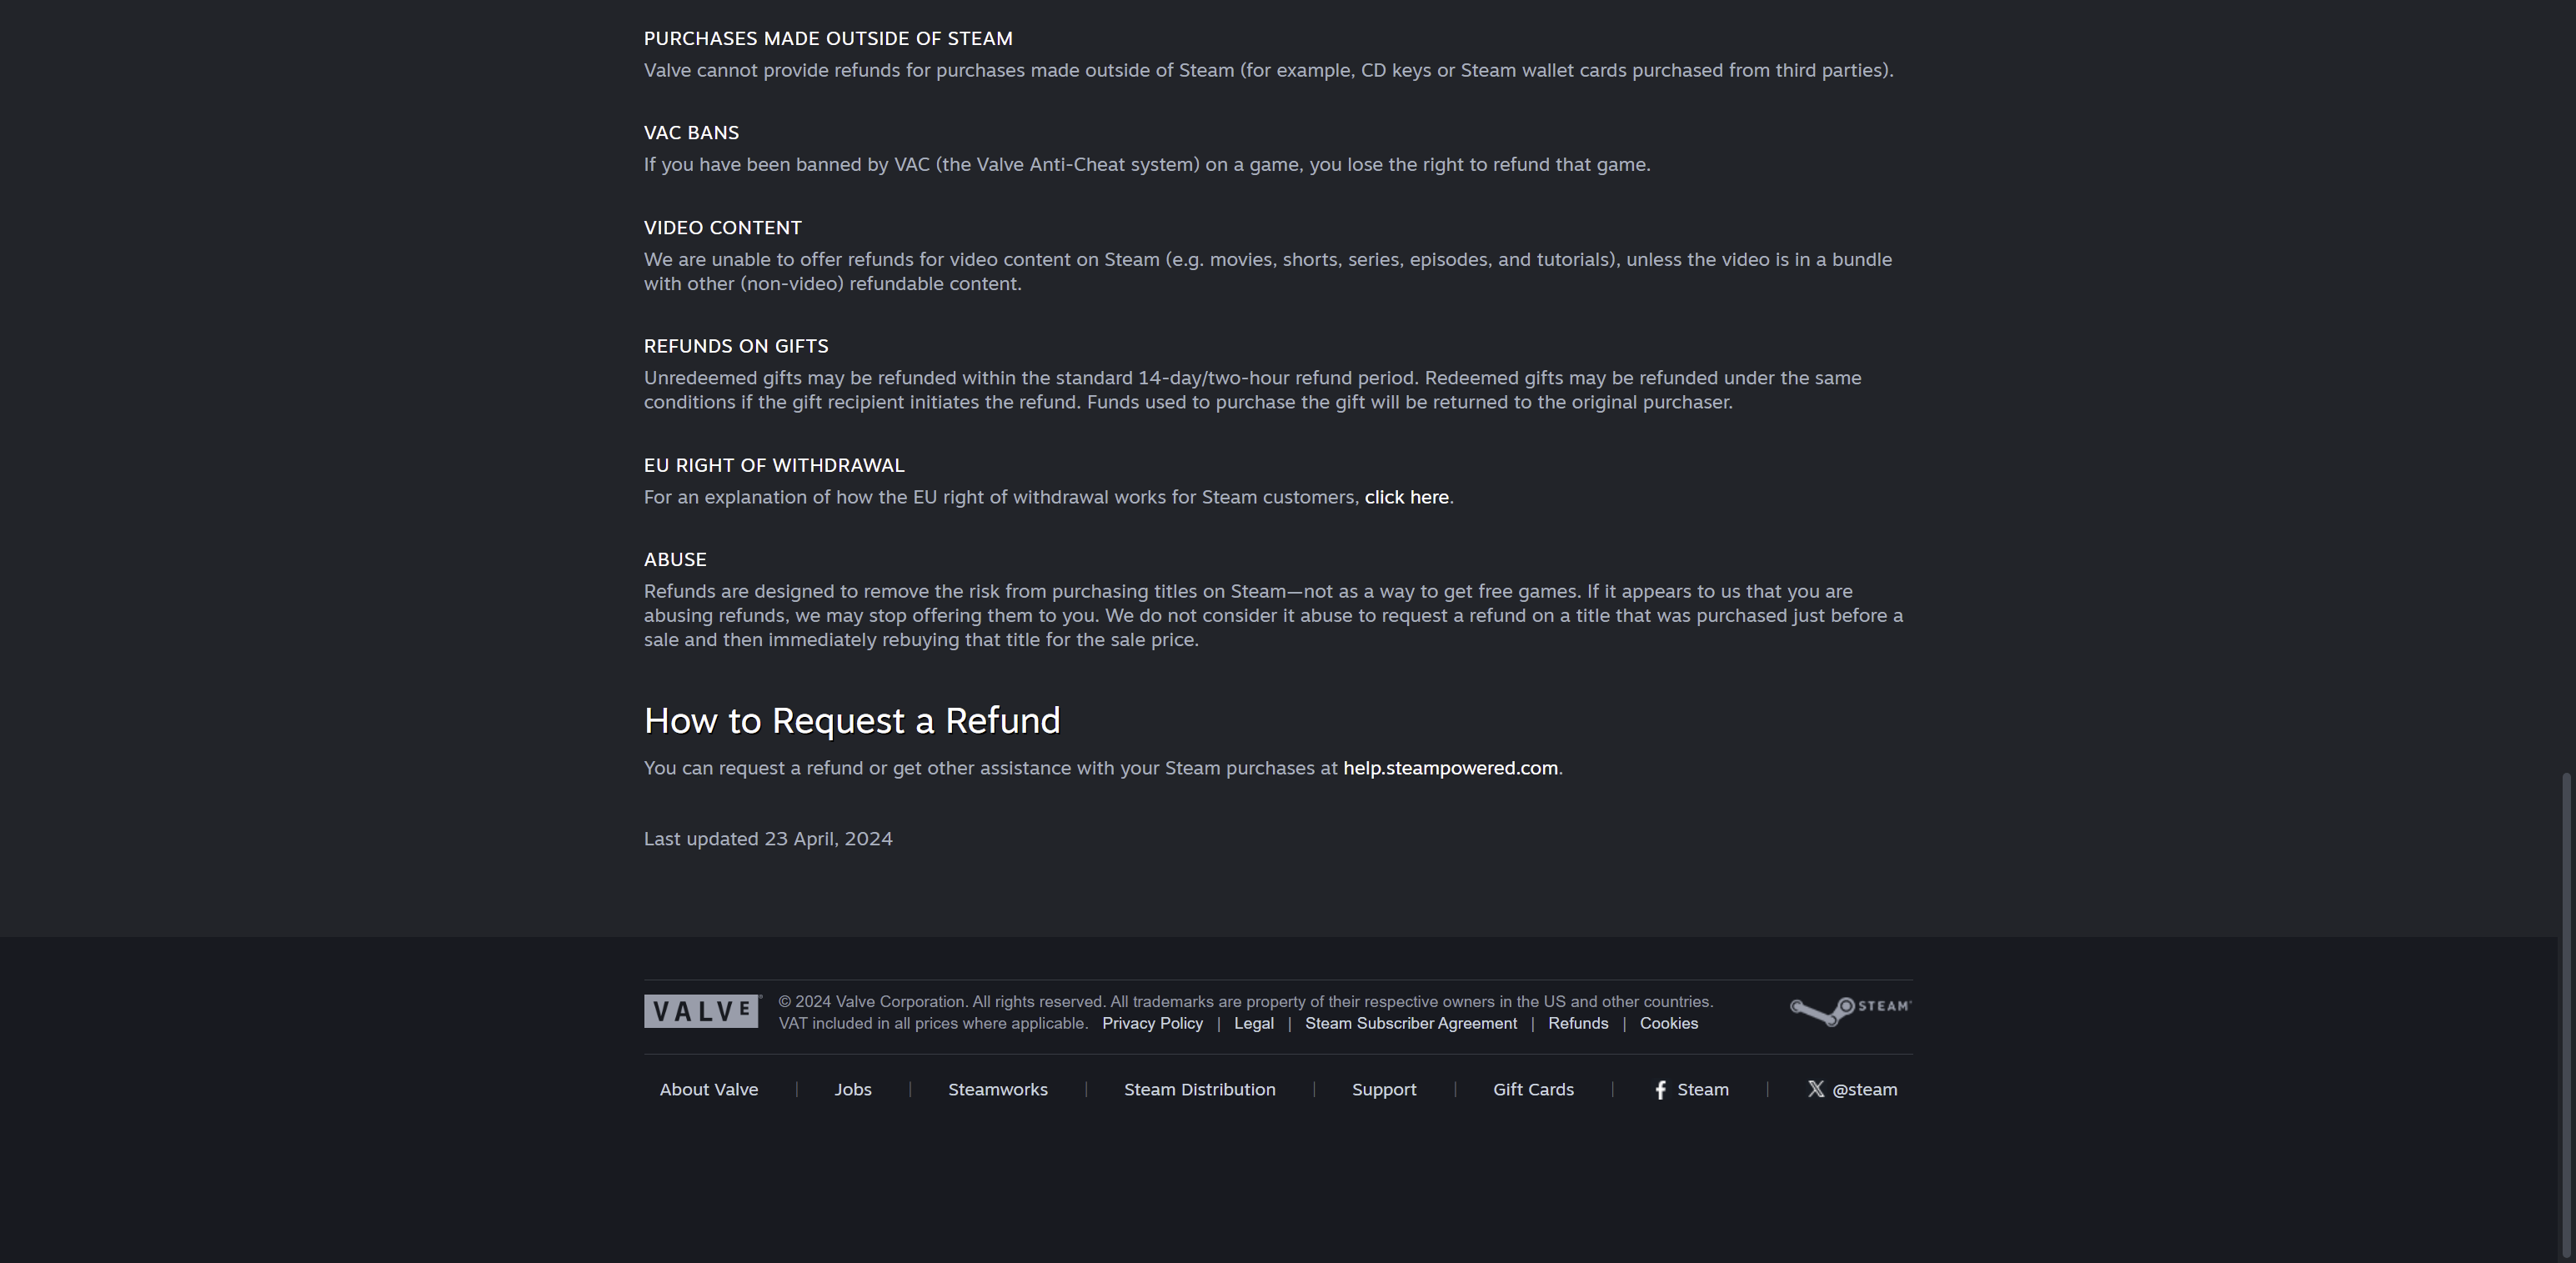 PURCHASES MADE OUTSIDE OF STEAM
Valve cannot provide refunds for purchases made outside of Steam (for example, CD keys or Steam wallet cards purchased from third parties).
VAC BANS
If you have been banned by VAC (the Valve Anti-Cheat system) on a game, you lose the right to refund that game.
VIDEO CONTENT
We are unable to offer refunds for video content on Steam (e.g. movies, shorts, series, episodes, and tutorials), unless the video is in a bundle
with other (non-video) refundable content.
REFUNDS ON GIFTS
Unredeemed gifts may be refunded within the standard 14-day/two-hour refund period. Redeemed gifts may be refunded under the same
conditions if the gift recipient initiates the refund. Funds used to purchase the gift will be returned to the original purchaser.
EU RIGHT OF WITHDRAWAL
For an explanation of how the EU right of withdrawal works for Steam customers, click here.
ABUSE
Refunds are designed to remove the risk from purchasing titles on Steam—not as a way to get free games. If it appears to us that you are
abusing refunds, we may stop offering them to you. We do not consider it abuse to request a refund on a title that was purchased just before a
sale and then immediately rebuying that title for the sale price.
How to Request a Refund
You can request a refund or get other assistance with your Steam purchases at help.steampowered.com.
Last updated 23 April, 2024
VALVE
© 2024 Valve Corporation. All rights reserved. All trademarks are property of their respective owners in the US and other countries.
VAT included in all prices where applicable. Privacy Policy | Legal | Steam Subscriber Agreement | Refunds | Cookies
STEAM
About Valve | Jobs | Steamworks | Steam Distribution | Support | Gift Cards | Steam | @steam